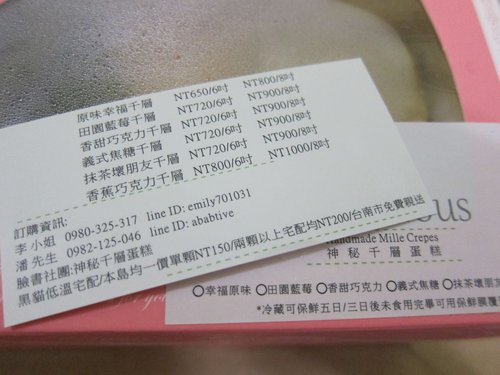 原味幸福千層 NT650/6吋 NT800/8吋
田園藍莓千層 NT720/6吋 NT900/8吋
香甜巧克力千層 NT720/6吋 NT900/8吋
義式焦糖千層 NT720/6吋 NT900/8吋
抹茶壞朋友千層 NT720/6吋 NT900/8吋
香蕉巧克力千層 NT800/6吋 NT1000/8吋
訂購資訊:
李 小姐 0980-325-317 line ID: emily701031
潘 先生 0982-125-046 line ID: ababtive
臉書社團:神秘千層蛋糕
黑貓低溫宅配/本島均一價單顆NT150/兩顆以上宅配均NT200/台南市免費親送
ous
Handmade Mille Crepes
神秘千層蛋糕
○幸福原味 ○田園藍莓 ○香甜巧克力 ○義式焦糖 ○抹茶壞朋友
*冷藏可保鮮五日/三日後未食用完畢可用保鮮膜覆